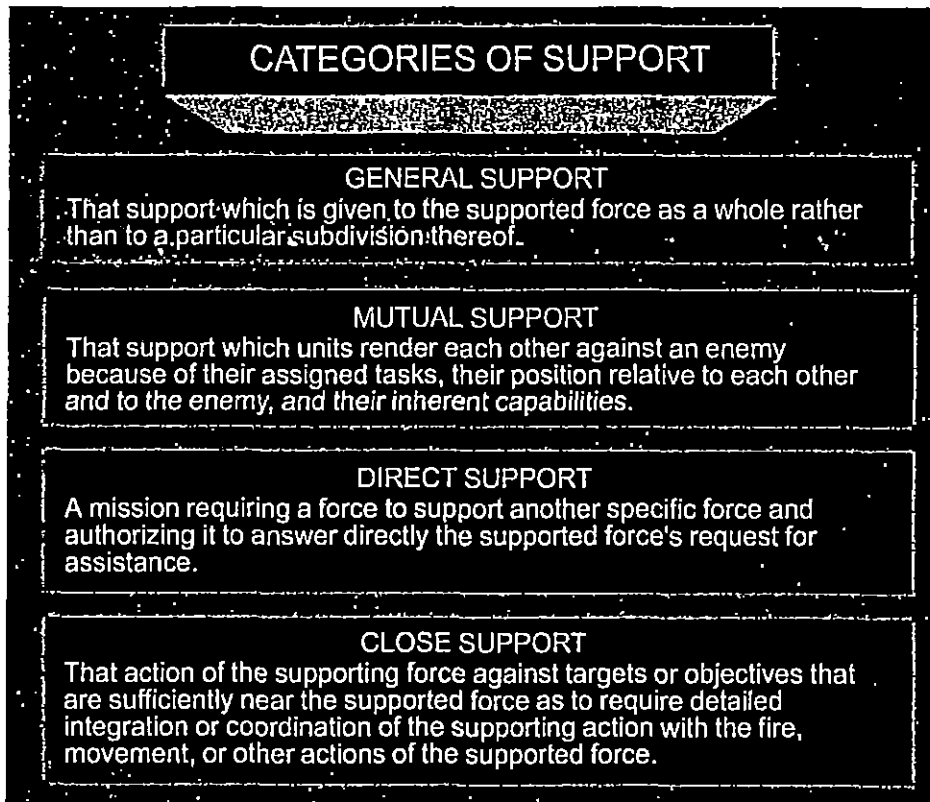 CATEGORIES OF SUPPORT
GENERAL SUPPORT
That support which is given to the supported force as a whole rather
than to a particular subdivision thereof.
MUTUAL SUPPORT
That support which units render each other against an enemy
because of their assigned tasks, their position relative to each other
and to the enemy, and their inherent capabilities.
DIRECT SUPPORT
A mission requiring a force to support another specific force and
authorizing it to answer directly the supported force's request for
assistance.
CLOSE SUPPORT
That action of the supporting force against targets or objectives that
are sufficiently near the supported force as to require detailed
integration or coordination of the supporting action with the fire,
movement, or other actions of the supported force.